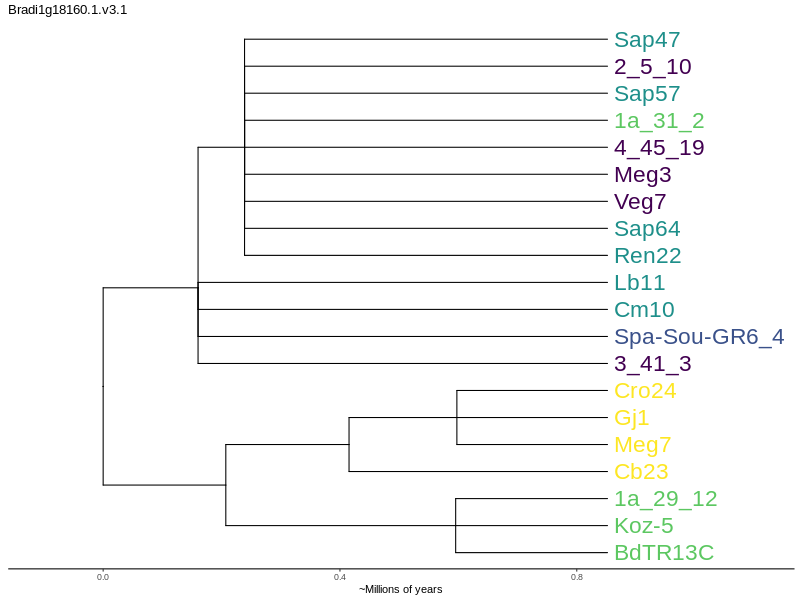 Bradi1g18160.1.v3.1
Sap47
2_5_10
Sap57
1a_31_2
4_45_19
Meg3
Veg7
Sap64
Ren22
Lb11
Cm10
Spa-Sou-GR6_4
3_41_3
Cro24
Gj1
Meg7
Cb23
1a_29_12
Koz-5
BdTR13C
0.0 0.4 0.8
~Millions of years